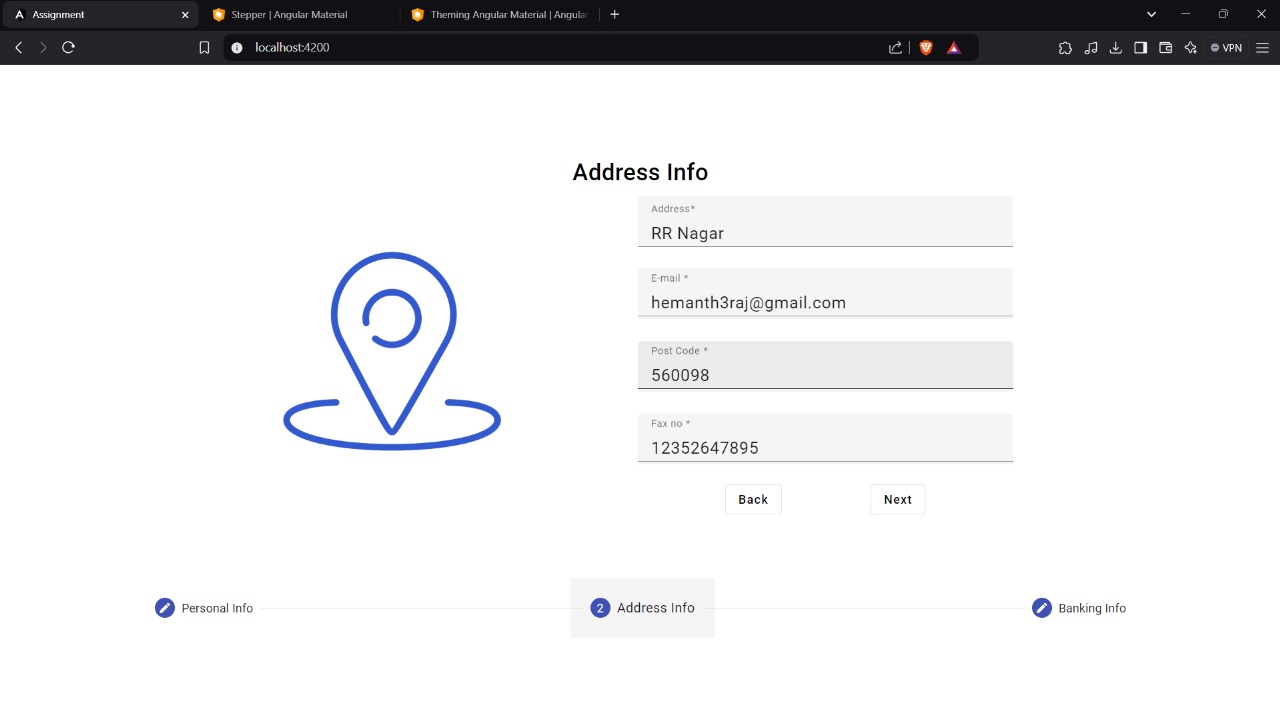 Assignment
Stepper | Angular Material
Theming Angular Material | Angula
localhost:4200
VPN
Address Info
Address*
RR Nagar
E-mail *
hemanth3raj@gmail.com
Post Code *
560098
Fax no *
12352647895
Back
Next
Personal Info
2
Address Info
Banking Info